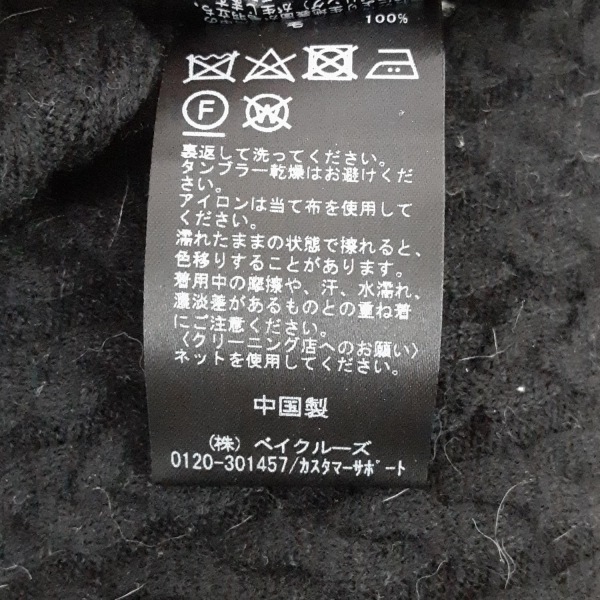 100%
F W
裏返して洗ってください。
タンブラー乾燥はお避けくだ
さい。
アイロンは当て布を使用して
ください。
濡れたままの状態で擦れると、
色移りすることがあります。
着用中の摩擦や、汗、水濡れ、
濃淡差があるものとの重ね着
にご注意ください。
〈クリーニング店へのお願い〉
ネットを使用してください。
中国製
(株) ベイクルーズ
0120-301457/カスタマーサポート